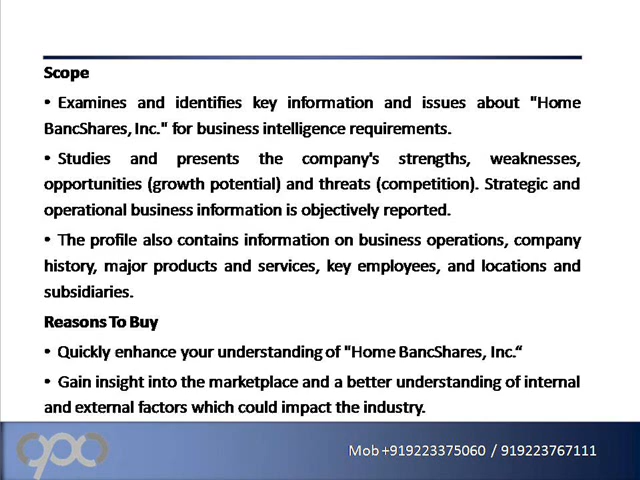 Scope
• Examines and identifies key information and issues about "Home
BancShares, Inc." for business intelligence requirements.
• Studies and presents the company's strengths, weaknesses,
opportunities (growth potential) and threats (competition). Strategic and
operational business information is objectively reported.
• The profile also contains information on business operations, company
history, major products and services, key employees, and locations and
subsidiaries.
Reasons To Buy
• Quickly enhance your understanding of "Home BancShares, Inc.“
• Gain insight into the marketplace and a better understanding of internal
and external factors which could impact the industry.
Mob +919223375060 / 919223767111